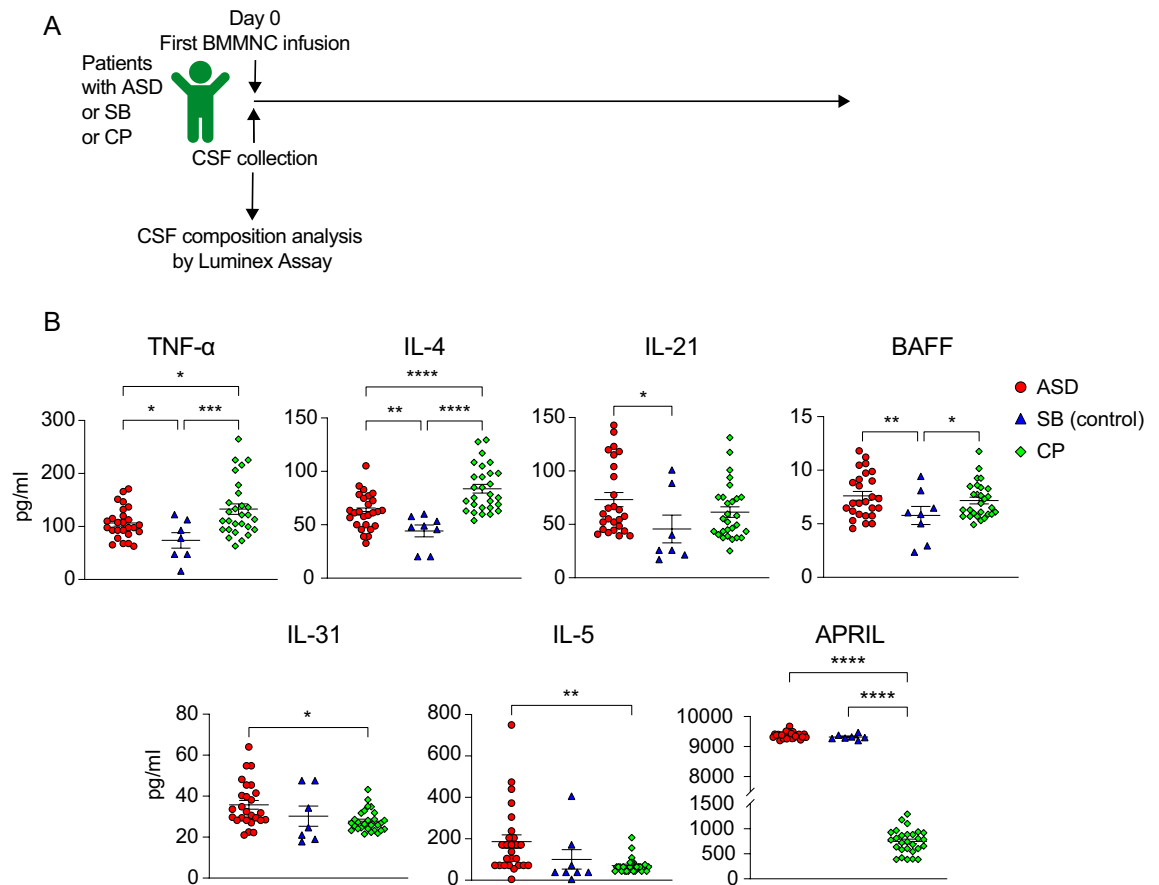 A
Day 0
First BMMNC infusion
Patients
with ASD
or SB
or CP
CSF collection
CSF composition analysis
by Luminex Assay
B
TNF-α
IL-4
IL-21
BAFF
ASD
SB (control)
CP
*
*
***
****
**
****
*
**
*
pg/ml
300
200
100
0
150
100
50
0
150
100
50
0
15
10
5
0
IL-31
IL-5
APRIL
*
**
****
****
pg/ml
80
60
40
20
0
800
600
400
200
0
10000
9000
8000
1500
1000
500
0